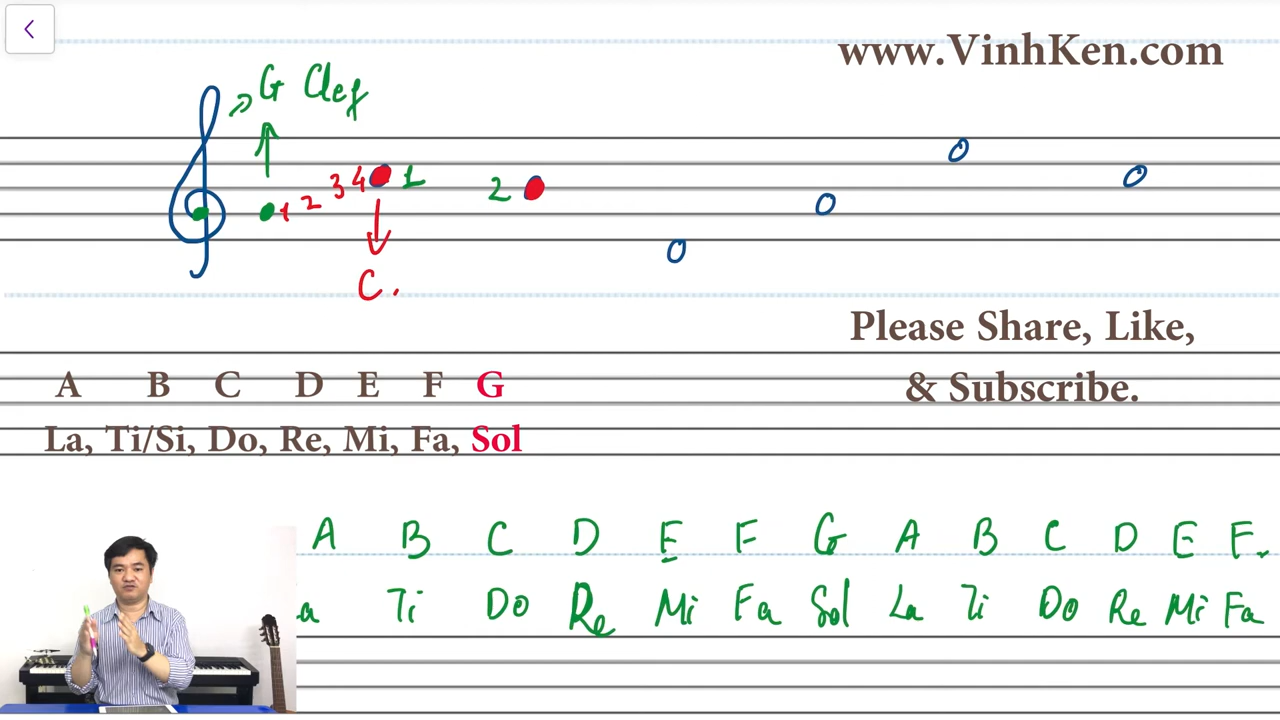 www.VinhKen.com
G Clef
1 2 3 4 1 2
C.
Please Share, Like,
& Subscribe.
A B C D E F G
La, Ti/Si, Do, Re, Mi, Fa, Sol
A B C D E F G A B C D E F.
a Ti Do Re Mi Fa Sol La Ti Do Re Mi Fa